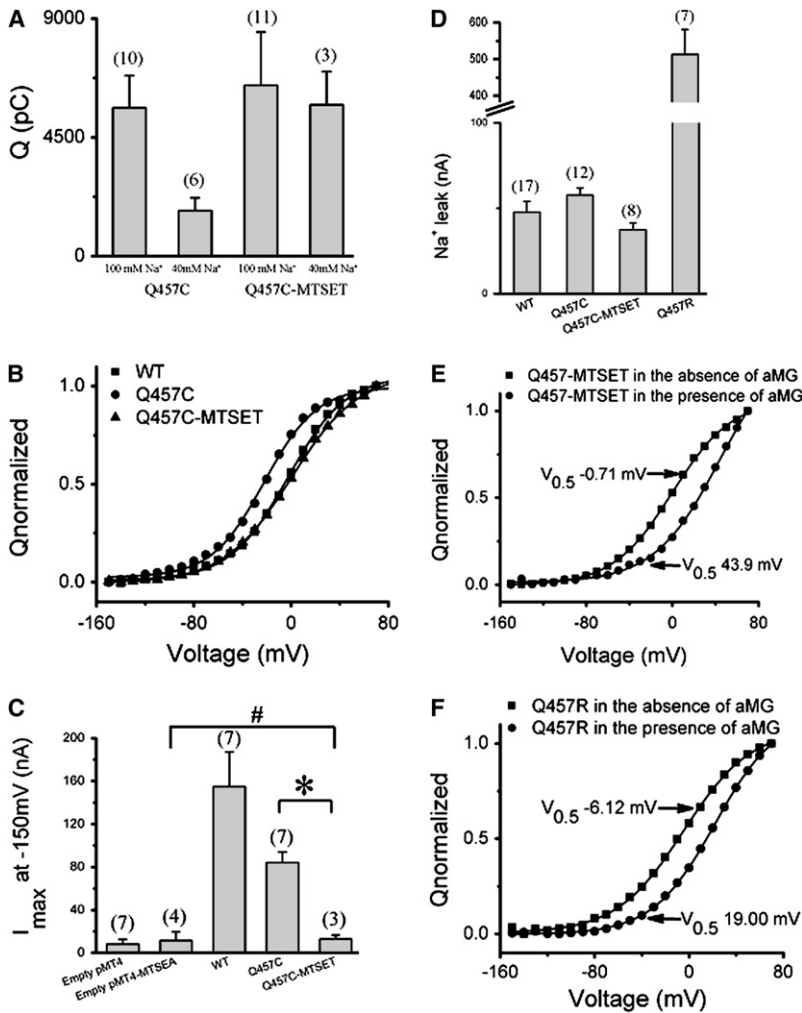 A
9000
4500
0
Q (pC)
(10)
(6)
(11)
(3)
100 mM Na⁺
40mM Na⁺
100 mM Na⁺
40mM Na⁺
Q457C
Q457C-MTSET
D
600
500
400
100
0
Na⁺ leak (nA)
(17)
(12)
(8)
(7)
WT
Q457C
Q457C-MTSET
Q457R
B
WT
Q457C
Q457C-MTSET
1.0
0.5
0.0
Qnormalized
-160
-80
0
80
Voltage (mV)
E
Q457-MTSET in the absence of aMG
Q457-MTSET in the presence of aMG
1.0
0.5
0.0
Qnormalized
V0.5 -0.71 mV
V0.5 43.9 mV
-160
-80
0
80
Voltage (mV)
C
200
160
120
80
40
0
Imax at -150mV (nA)
#
*
(7)
(4)
(7)
(7)
(3)
Empty pMT4
Empty pMT4-MTSEA
WT
Q457C
Q457C-MTSET
F
Q457R in the absence of aMG
Q457R in the presence of aMG
1.0
0.5
0.0
Qnormalized
V0.5 -6.12 mV
V0.5 19.00 mV
-160
-80
0
80
Voltage (mV)